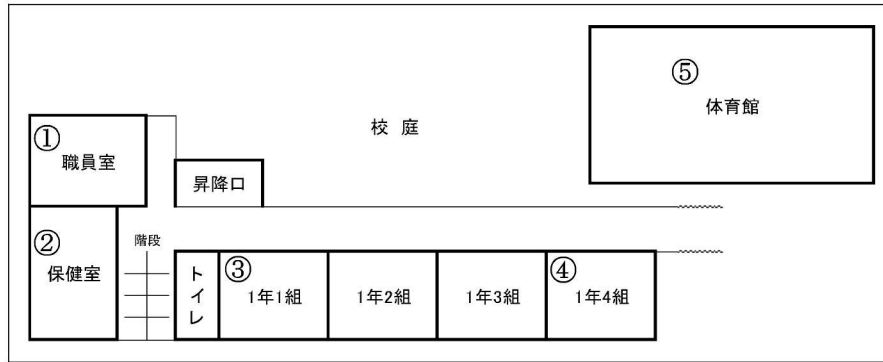 ⑤
体育館
校庭
①
職員室
昇降口
②
保健室
階段
トイレ
③
1年1組
1年2組
1年3組
④
1年4組